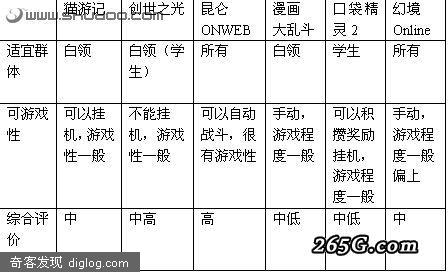 www.shudoo.com
猫游记 创世之光 昆仑 漫画 口袋精 幻境
ONWEB 大乱斗 灵 2 Online
适宜群 白领 白领（学 所有 白领 学生 所有
体 生）
可游戏 可以挂 不能挂 可以自动 手动， 可以积 手动，
性 机，游戏 机，游戏 战斗，很 游戏程 攒奖励 游戏程
性一般 性一般 有游戏性 度一般 挂机， 度一般
游戏程 偏上
度一般
综合评 中 中高 高 中低 中低 中
价
265G.com
奇客发现 diglog.com